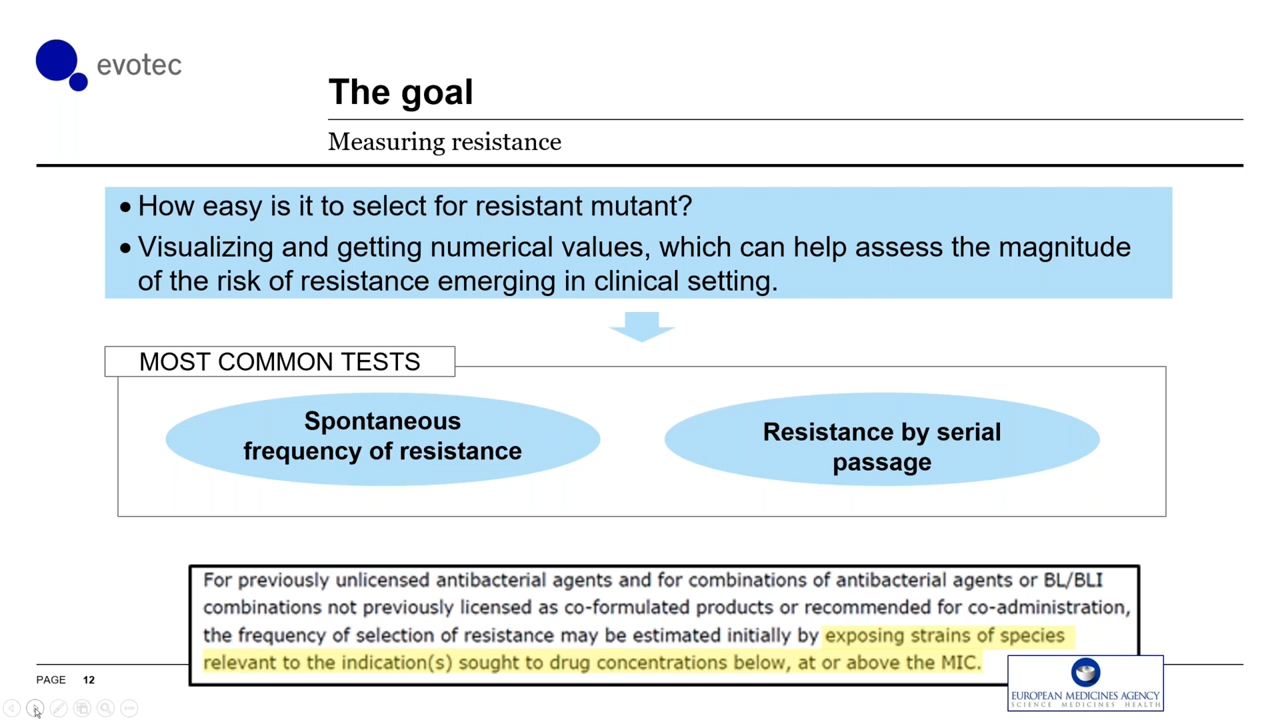 evotec
The goal
Measuring resistance
• How easy is it to select for resistant mutant?
• Visualizing and getting numerical values, which can help assess the magnitude
of the risk of resistance emerging in clinical setting.
MOST COMMON TESTS
Spontaneous
frequency of resistance
Resistance by serial
passage
For previously unlicensed antibacterial agents and for combinations of antibacterial agents or BL/BLI
combinations not previously licensed as co-formulated products or recommended for co-administration,
the frequency of selection of resistance may be estimated initially by exposing strains of species
relevant to the indication(s) sought to drug concentrations below, at or above the MIC.
EUROPEAN MEDICINES AGENCY
SCIENCE MEDICINES HEALTH
PAGE 12